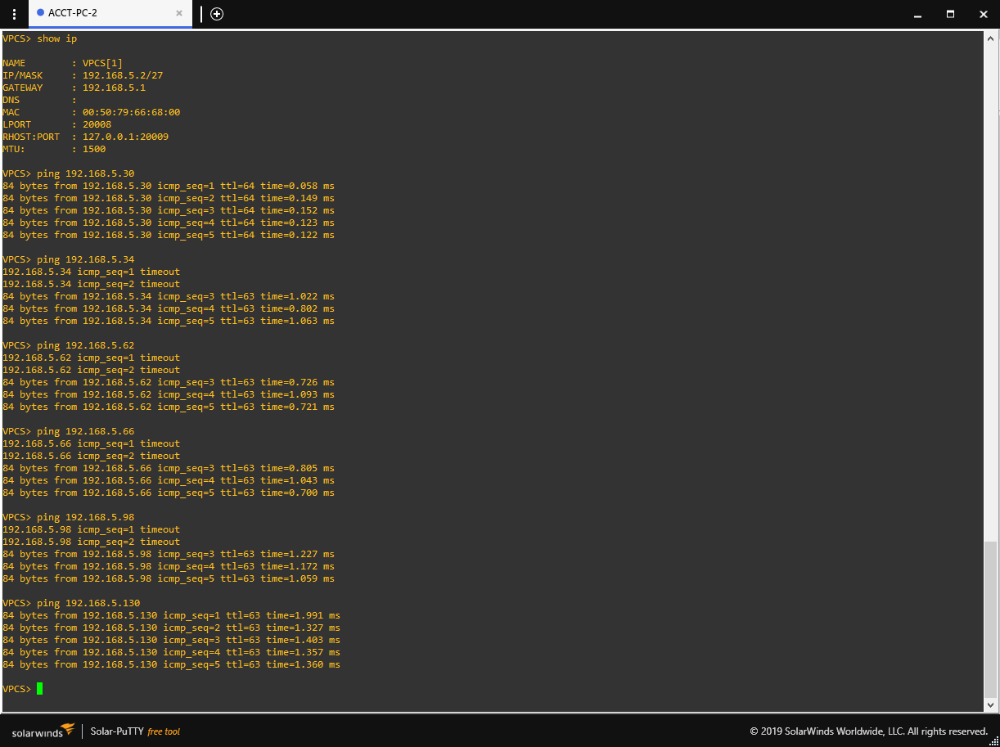 ACCT-PC-2
VPCS> show ip
NAME        : VPCS[1]
IP/MASK     : 192.168.5.2/27
GATEWAY     : 192.168.5.1
DNS         :
MAC         : 00:50:79:66:68:00
LPORT       : 20008
RHOST:PORT  : 127.0.0.1:20009
MTU:        : 1500
VPCS> ping 192.168.5.30
84 bytes from 192.168.5.30 icmp_seq=1 ttl=64 time=0.058 ms
84 bytes from 192.168.5.30 icmp_seq=2 ttl=64 time=0.149 ms
84 bytes from 192.168.5.30 icmp_seq=3 ttl=64 time=0.152 ms
84 bytes from 192.168.5.30 icmp_seq=4 ttl=64 time=0.123 ms
84 bytes from 192.168.5.30 icmp_seq=5 ttl=64 time=0.122 ms
VPCS> ping 192.168.5.34
192.168.5.34 icmp_seq=1 timeout
192.168.5.34 icmp_seq=2 timeout
84 bytes from 192.168.5.34 icmp_seq=3 ttl=63 time=1.022 ms
84 bytes from 192.168.5.34 icmp_seq=4 ttl=63 time=0.802 ms
84 bytes from 192.168.5.34 icmp_seq=5 ttl=63 time=1.063 ms
VPCS> ping 192.168.5.62
192.168.5.62 icmp_seq=1 timeout
192.168.5.62 icmp_seq=2 timeout
84 bytes from 192.168.5.62 icmp_seq=3 ttl=63 time=0.726 ms
84 bytes from 192.168.5.62 icmp_seq=4 ttl=63 time=1.093 ms
84 bytes from 192.168.5.62 icmp_seq=5 ttl=63 time=0.721 ms
VPCS> ping 192.168.5.66
192.168.5.66 icmp_seq=1 timeout
192.168.5.66 icmp_seq=2 timeout
84 bytes from 192.168.5.66 icmp_seq=3 ttl=63 time=0.805 ms
84 bytes from 192.168.5.66 icmp_seq=4 ttl=63 time=1.043 ms
84 bytes from 192.168.5.66 icmp_seq=5 ttl=63 time=0.700 ms
VPCS> ping 192.168.5.98
192.168.5.98 icmp_seq=1 timeout
192.168.5.98 icmp_seq=2 timeout
84 bytes from 192.168.5.98 icmp_seq=3 ttl=63 time=1.227 ms
84 bytes from 192.168.5.98 icmp_seq=4 ttl=63 time=1.172 ms
84 bytes from 192.168.5.98 icmp_seq=5 ttl=63 time=1.059 ms
VPCS> ping 192.168.5.130
84 bytes from 192.168.5.130 icmp_seq=1 ttl=63 time=1.991 ms
84 bytes from 192.168.5.130 icmp_seq=2 ttl=63 time=1.327 ms
84 bytes from 192.168.5.130 icmp_seq=3 ttl=63 time=1.403 ms
84 bytes from 192.168.5.130 icmp_seq=4 ttl=63 time=1.357 ms
84 bytes from 192.168.5.130 icmp_seq=5 ttl=63 time=1.360 ms
VPCS>
solarwinds Solar-PuTTY free tool © 2019 SolarWinds Worldwide, LLC. All rights reserved.